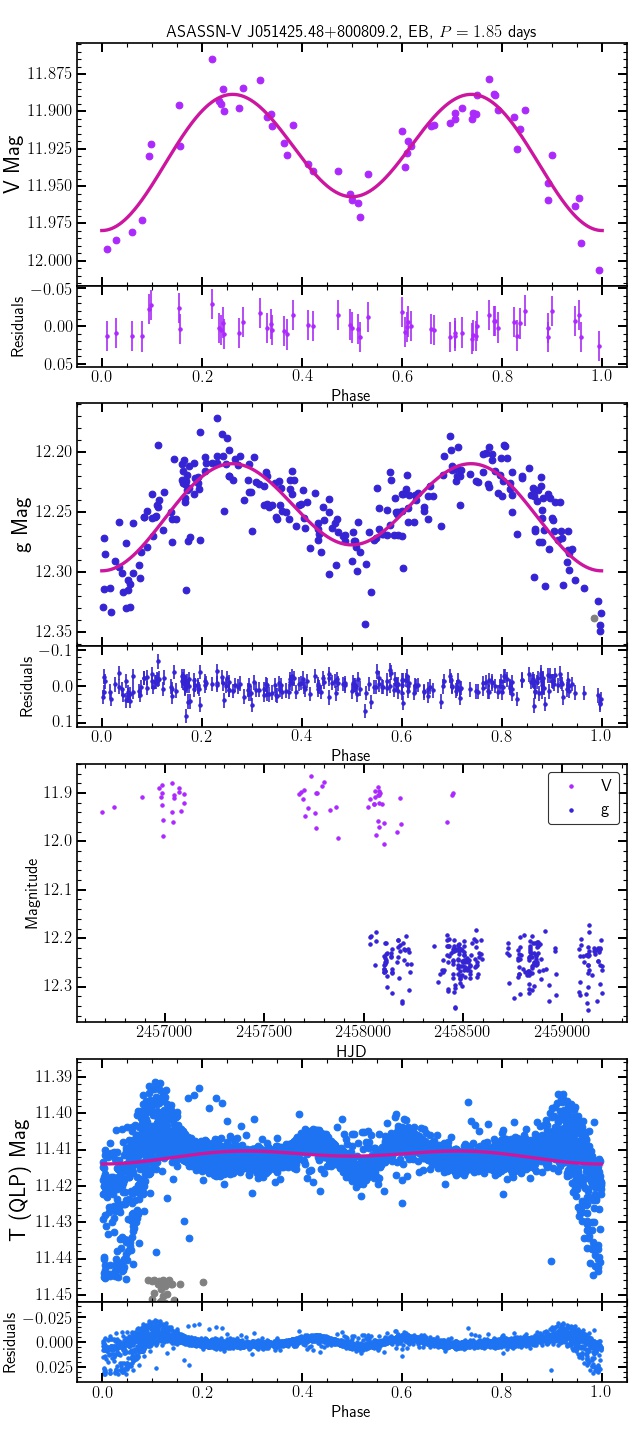 ASASSN-V J051425.48+800809.2, EB, P = 1.85 days
V Mag
11.875
11.900
11.925
11.950
11.975
12.000
Residuals
−0.05
0.00
0.05
0.0 0.2 0.4 0.6 0.8 1.0
Phase
g Mag
12.20
12.25
12.30
12.35
Residuals
−0.1
0.0
0.1
0.0 0.2 0.4 0.6 0.8 1.0
Phase
Magnitude
11.9
12.0
12.1
12.2
12.3
V
g
2457000 2457500 2458000 2458500 2459000
HJD
T (QLP) Mag
11.39
11.40
11.41
11.42
11.43
11.44
11.45
Residuals
−0.025
0.000
0.025
0.0 0.2 0.4 0.6 0.8 1.0
Phase